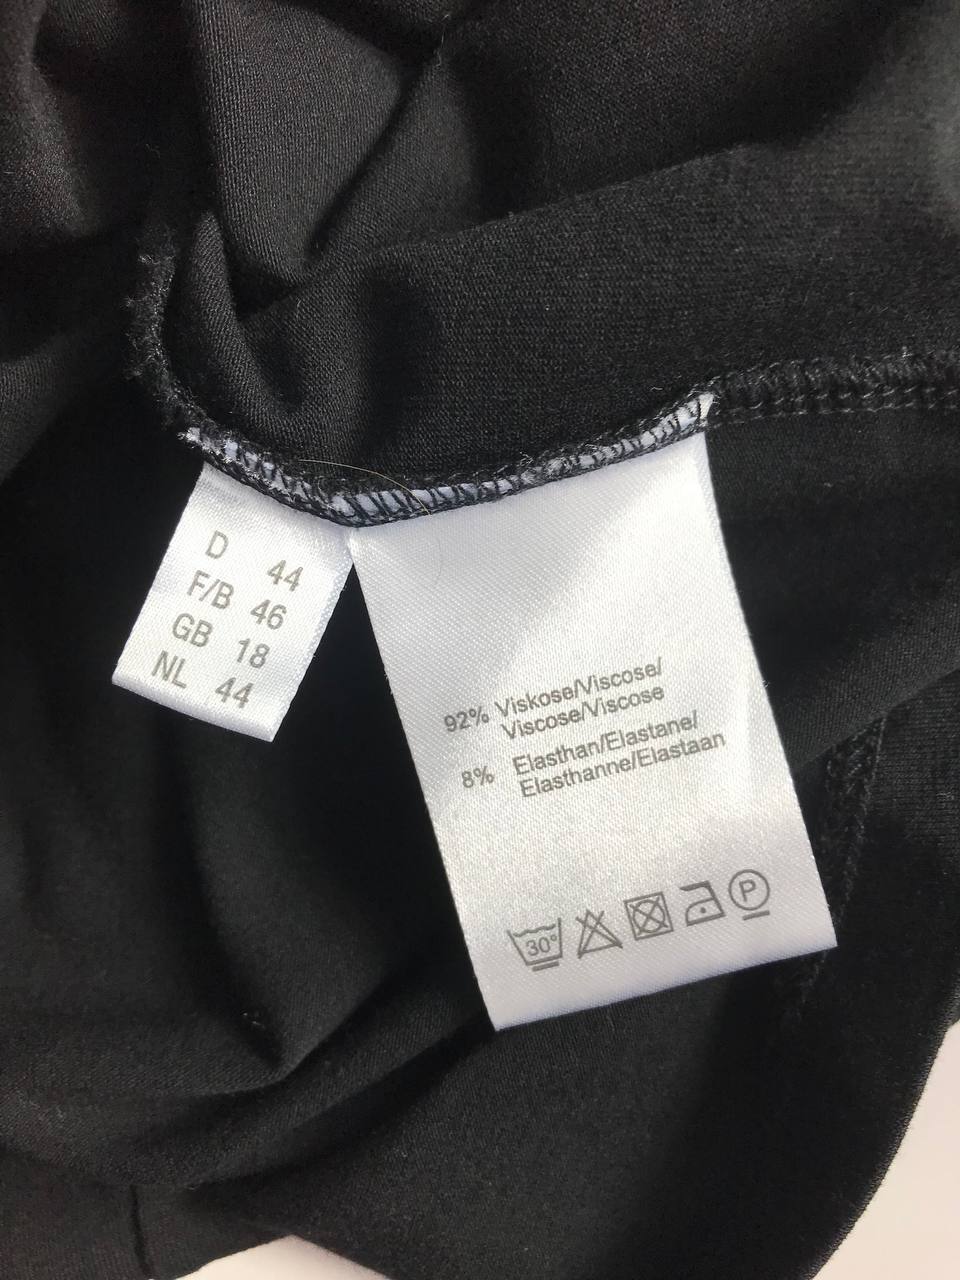 D 44
F/B 46
GB 18
NL 44
92% Viskose/Viscose/
Viscose/Viscose
8% Elasthan/Elastane/
Elasthanne/Elastaan
30°
P